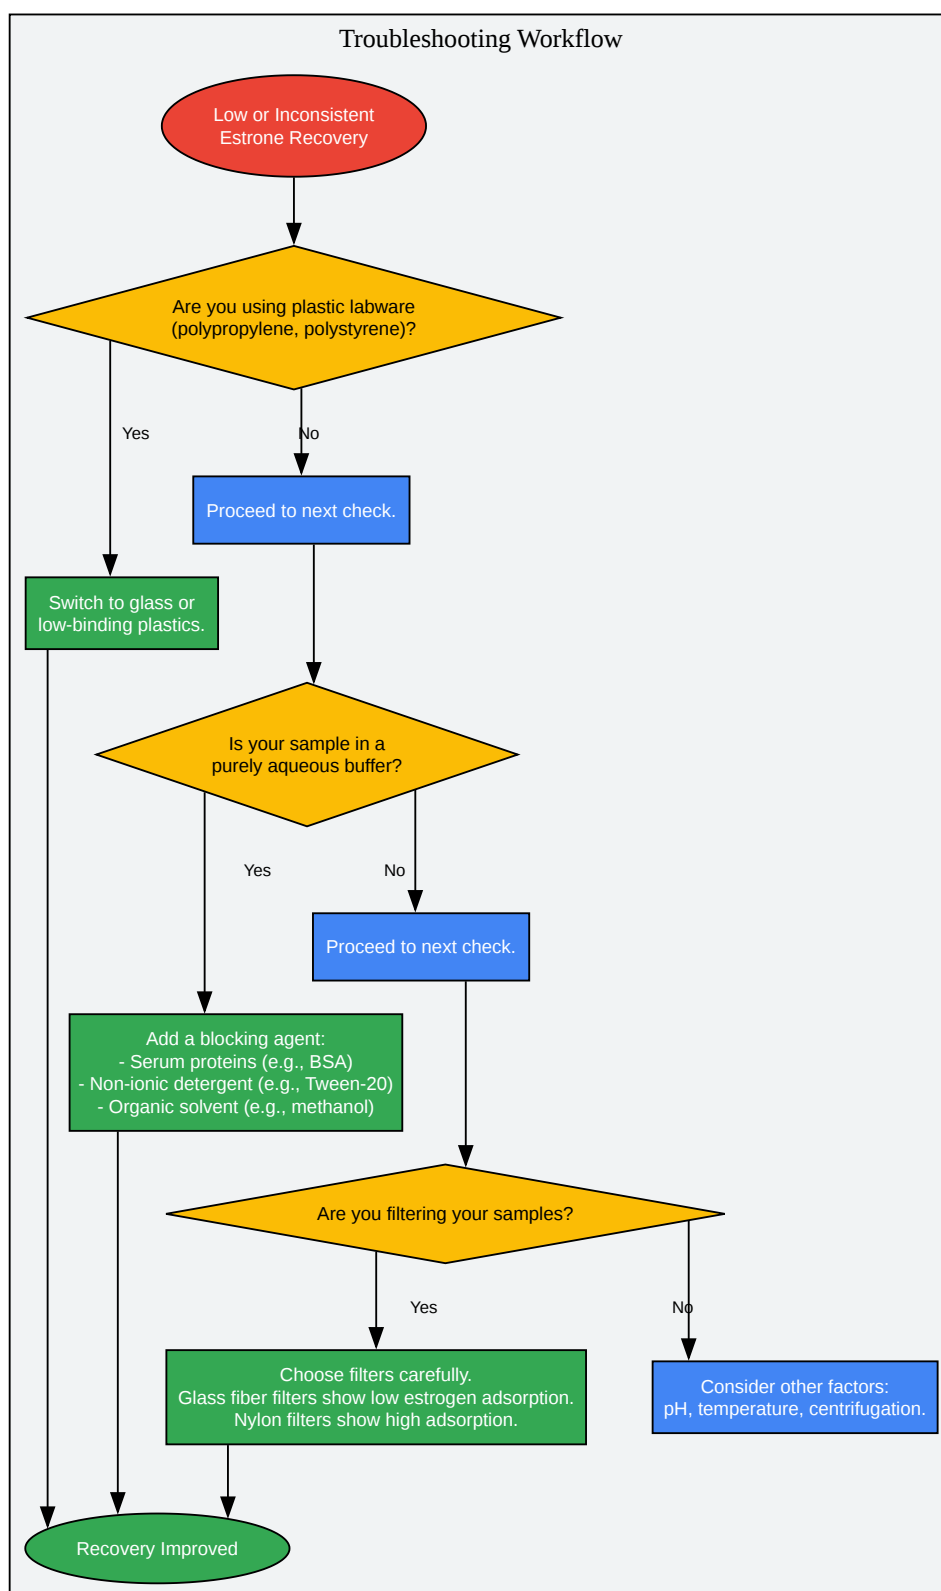 Troubleshooting Workflow
Low or Inconsistent
Estrone Recovery
Are you using plastic labware
(polypropylene, polystyrene)?
Yes
No
Proceed to next check.
Switch to glass or
low-binding plastics.
Is your sample in a
purely aqueous buffer?
Yes
No
Proceed to next check.
Add a blocking agent:
- Serum proteins (e.g., BSA)
- Non-ionic detergent (e.g., Tween-20)
- Organic solvent (e.g., methanol)
Are you filtering your samples?
Yes
No
Choose filters carefully.
Glass fiber filters show low estrogen adsorption.
Nylon filters show high adsorption.
Consider other factors:
pH, temperature, centrifugation.
Recovery Improved